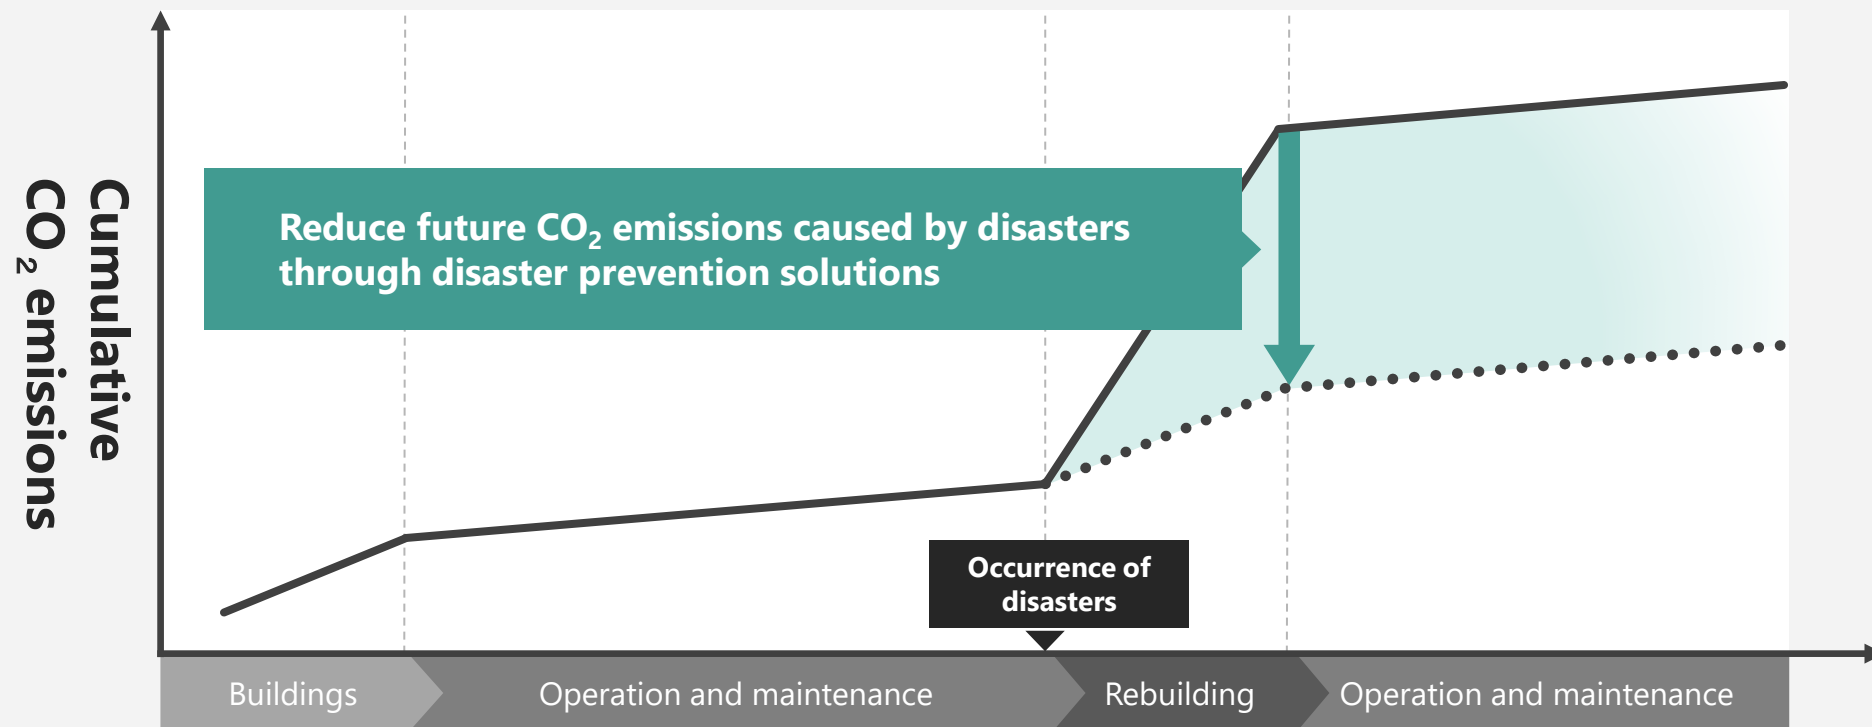 Cumulative
CO₂ emissions
Reduce future CO₂ emissions caused by disasters
through disaster prevention solutions
Occurrence of
disasters
Buildings
Operation and maintenance
Rebuilding
Operation and maintenance